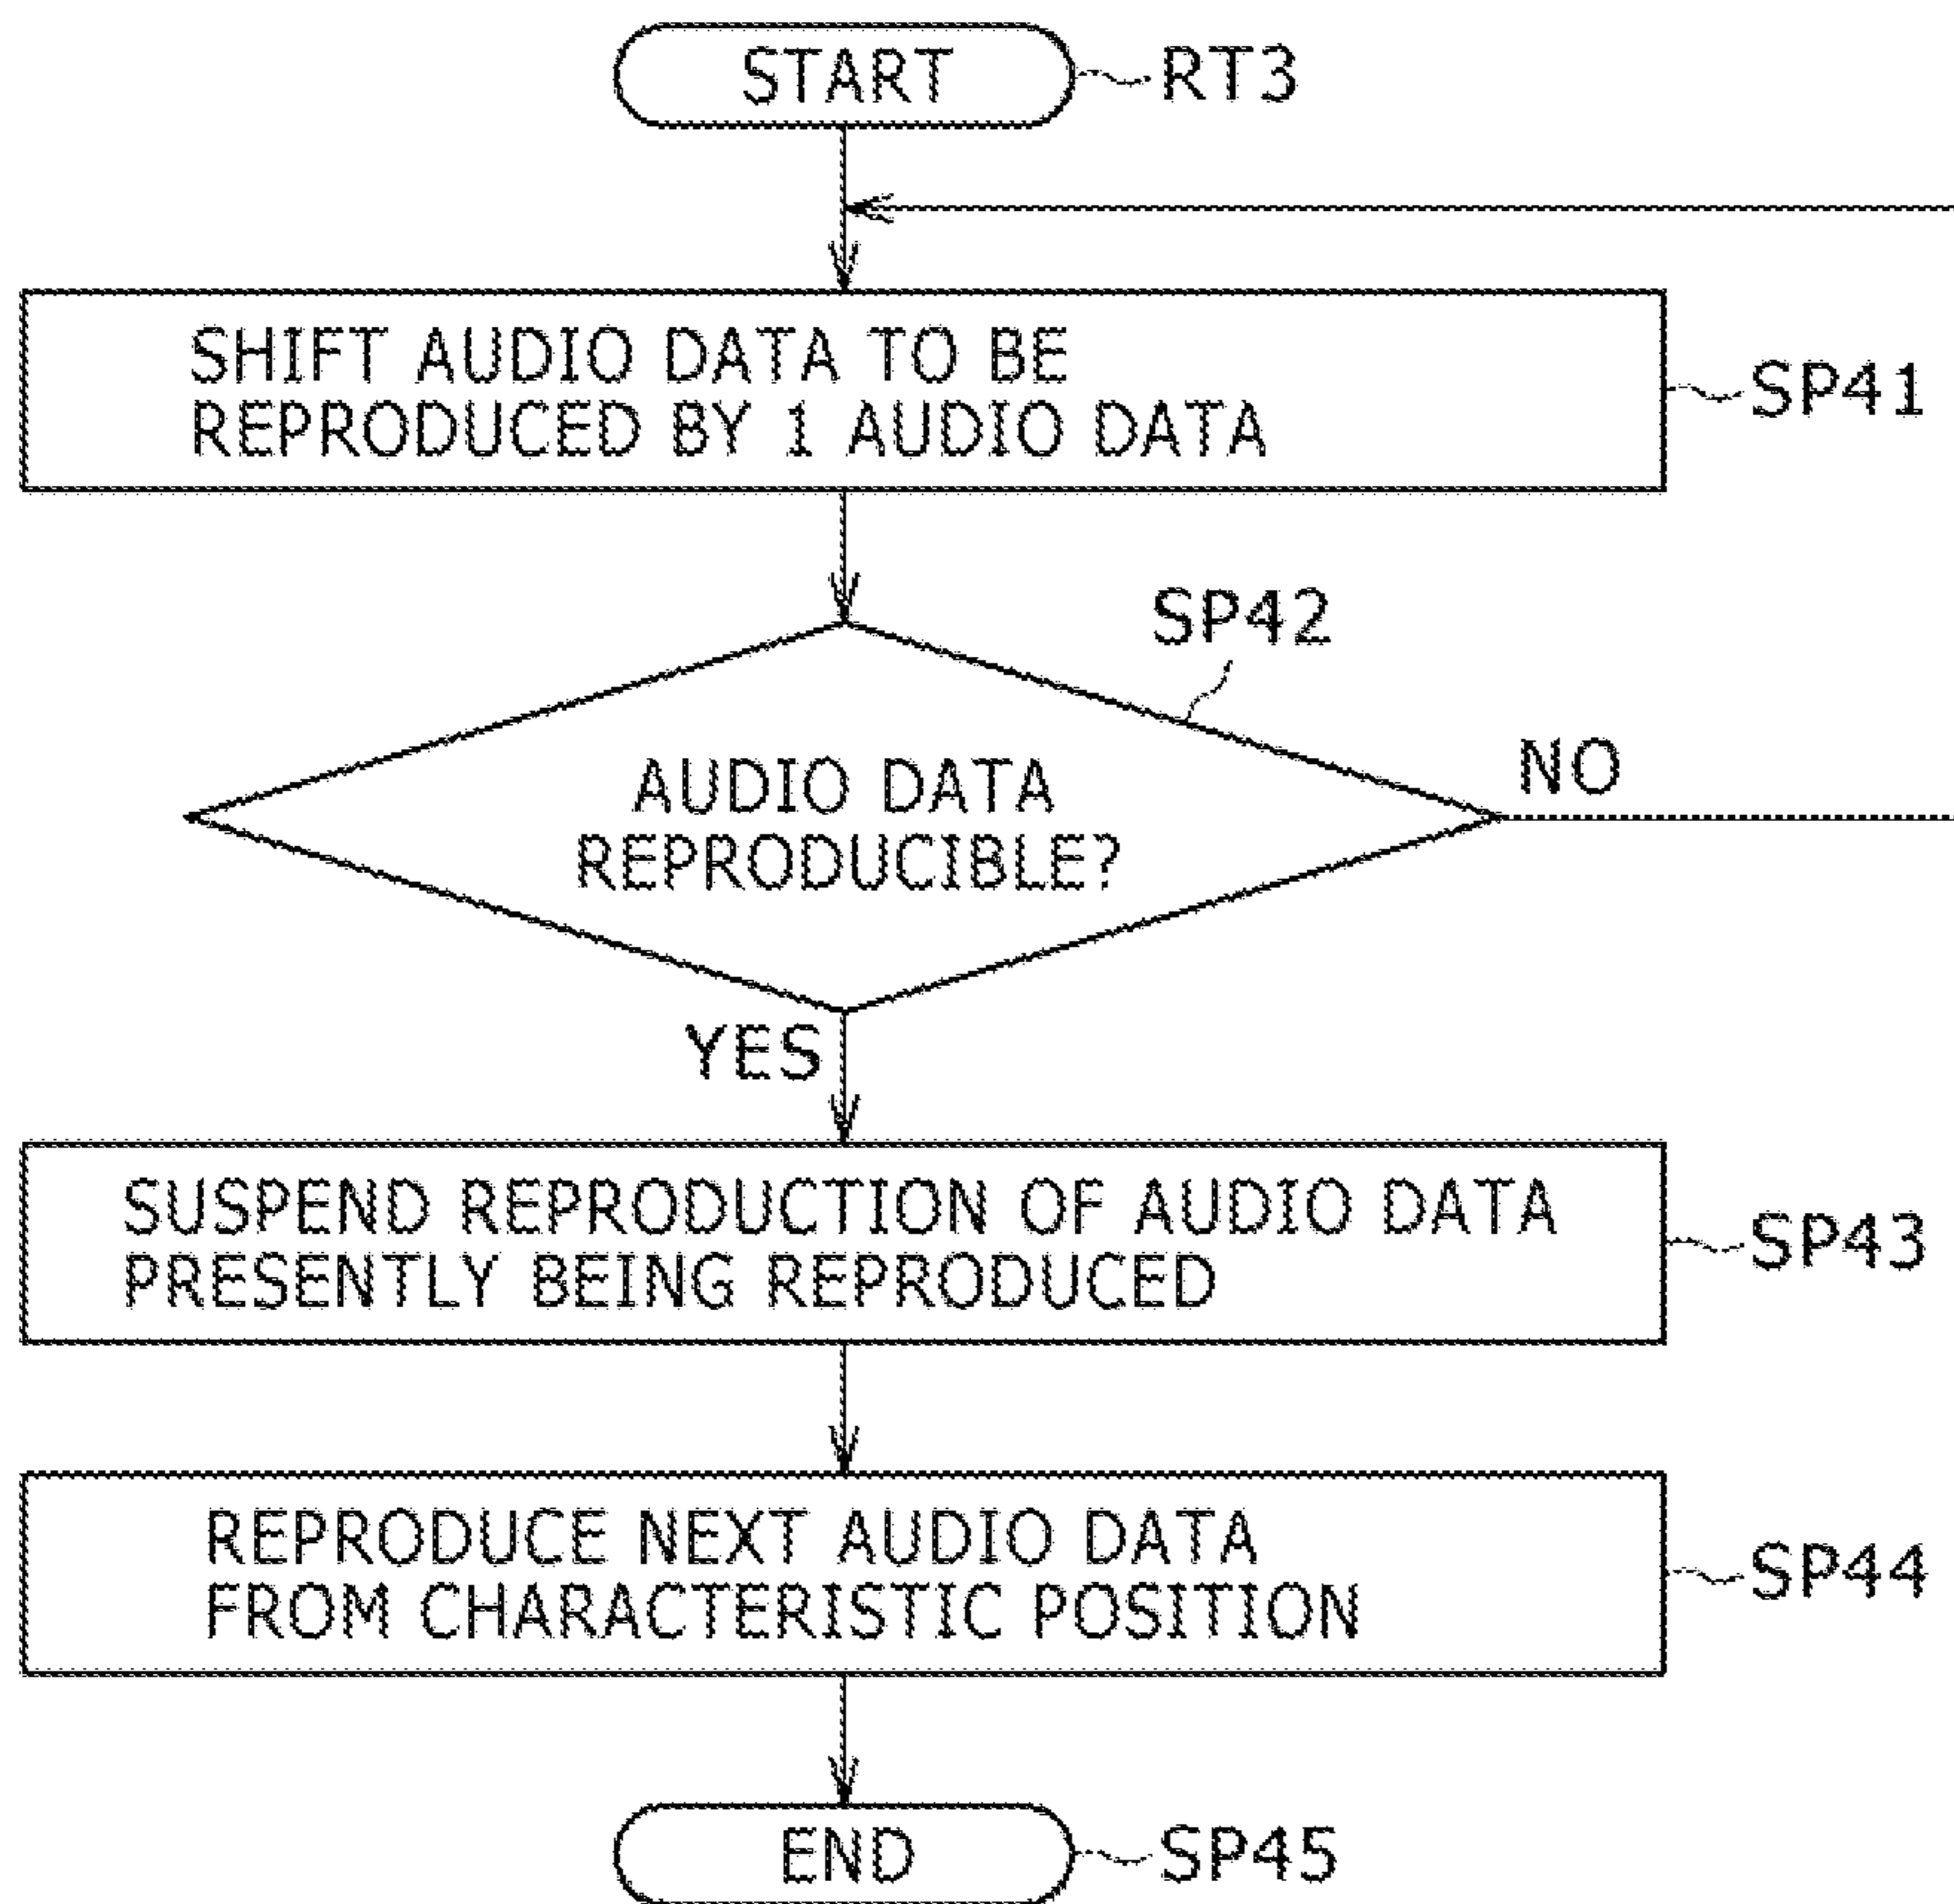 START
RT3
SHIFT AUDIO DATA TO BE
REPRODUCED BY 1 AUDIO DATA
SP41
SP42
AUDIO DATA
REPRODUCIBLE?
NO
YES
SUSPEND REPRODUCTION OF AUDIO DATA
PRESENTLY BEING REPRODUCED
SP43
REPRODUCE NEXT AUDIO DATA
FROM CHARACTERISTIC POSITION
SP44
END
SP45